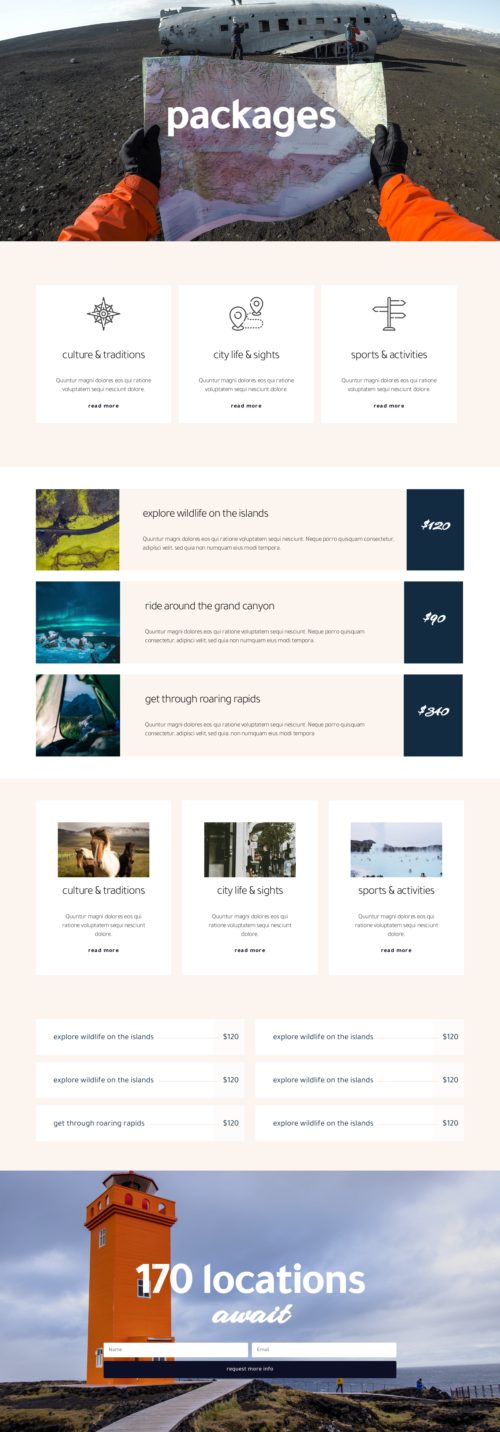 packages
culture & traditions
Quuntur magni dolores eos qui ratione
voluptatem sequi nesciunt dolore.
read more
city life & sights
Quuntur magni dolores eos qui ratione
voluptatem sequi nesciunt dolore.
read more
sports & activities
Quuntur magni dolores eos qui ratione
voluptatem sequi nesciunt dolore.
read more
explore wildlife on the islands
Quuntur magni dolores eos qui ratione voluptatem sequi nesciunt. Neque porro quisquam consectetur,
adipisci velit, sed quia non numquam eius modi tempora.
$120
ride around the grand canyon
Quuntur magni dolores eos qui ratione voluptatem sequi nesciunt. Neque porro quisquam
consectetur, adipisci velit, sed quia non numquam eius modi tempora.
$90
get through roaring rapids
Quuntur magni dolores eos qui ratione voluptatem sequi nesciunt. Neque porro quisquam
consectetur, adipisci velit, sed quia non numquam eius modi tempora
$340
culture & traditions
Quuntur magni dolores eos qui
ratione voluptatem sequi nesciunt
dolore.
read more
city life & sights
Quuntur magni dolores eos qui
ratione voluptatem sequi nesciunt
dolore.
read more
sports & activities
Quuntur magni dolores eos qui
ratione voluptatem sequi nesciunt
dolore.
read more
explore wildlife on the islands $120
explore wildlife on the islands $120
explore wildlife on the islands $120
explore wildlife on the islands $120
get through roaring rapids $120
explore wildlife on the islands $120
170 locations
await
Name
Email
request more info